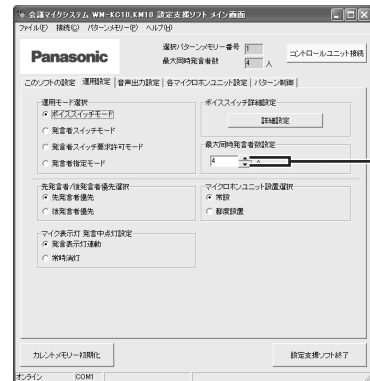 会議マイクシステム WM-KC10,KM10 設定支援ソフト メイン画面
ファイル(F) 接続(C) パターンメモリー(P) ヘルプ(H)
Panasonic
選択パターンメモリー番号 1
最大同時発言者数 4 人
コントロールユニット接続
このソフトの設定 運用設定 音声出力設定 各マイクロホンユニット設定 パターン制御
運用モード選択
ボイススイッチモード
発言者スイッチモード
発言者スイッチ要求許可モード
発言者指定モード
ボイススイッチ詳細設定
詳細設定
最大同時発言者数設定
4 人
先発言者/後発言者優先選択
先発言者優先
後発言者優先
マイクロホンユニット設置選択
常設
都度設置
マイク表示灯 発言中点灯設定
発言表示灯連動
常時消灯
カレントメモリー初期化
設定支援ソフト終了
オンライン COM1